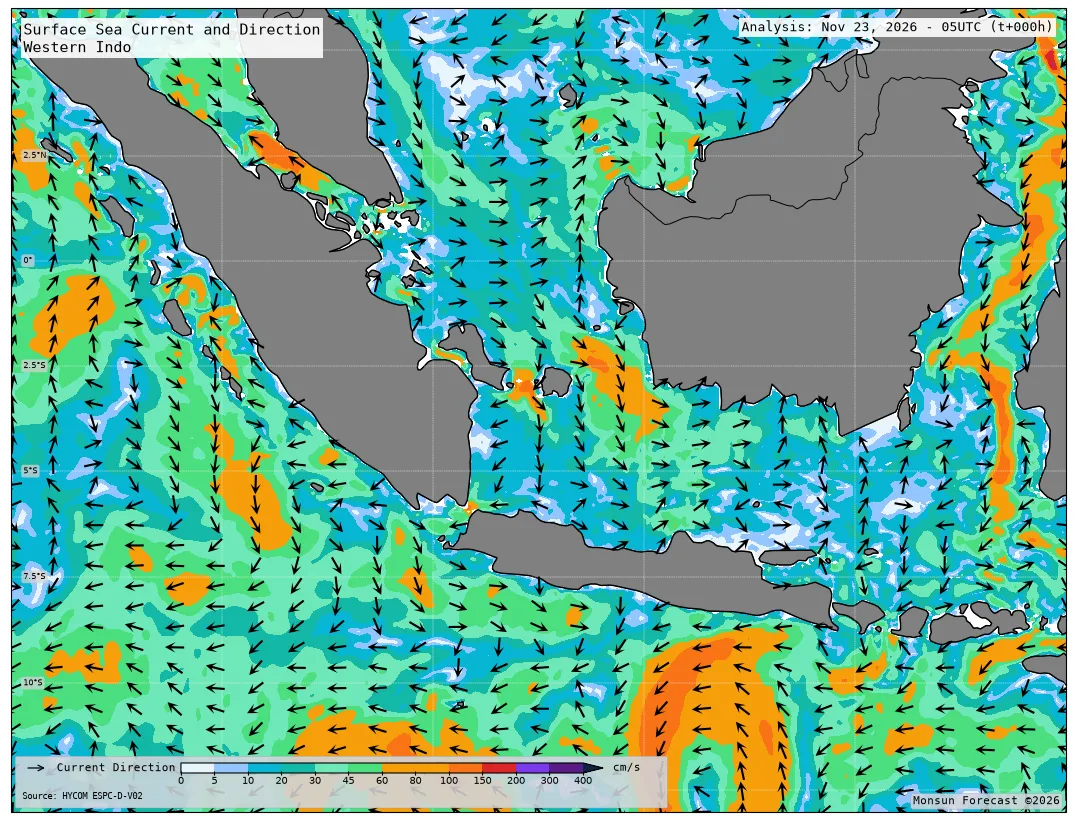 Surface Sea Current and Direction
Western Indo
Analysis: Nov 23, 2026 - 05UTC (t+000h)
2.5°N
0°
2.5°S
5°S
7.5°S
10°S
Current Direction
cm/s
0 5 10 20 30 45 60 80 100 150 200 300 400
Source: HYCOM ESPC-D-V02
Monsun Forecast ©2026